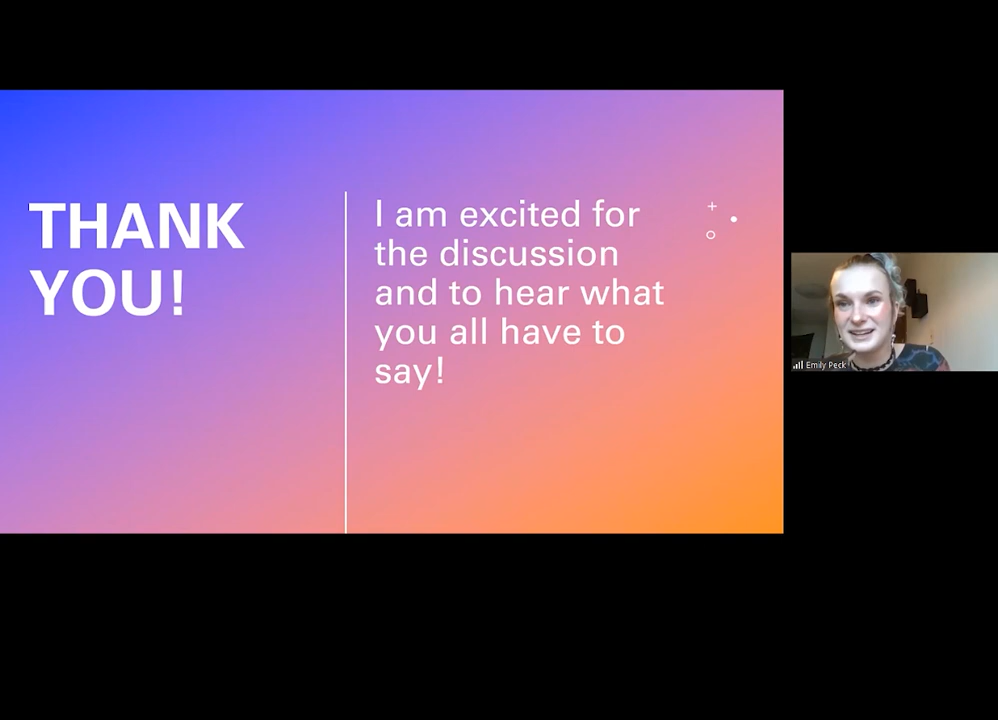 THANK
YOU!
I am excited for
the discussion
and to hear what
you all have to
say!
Emily Peck